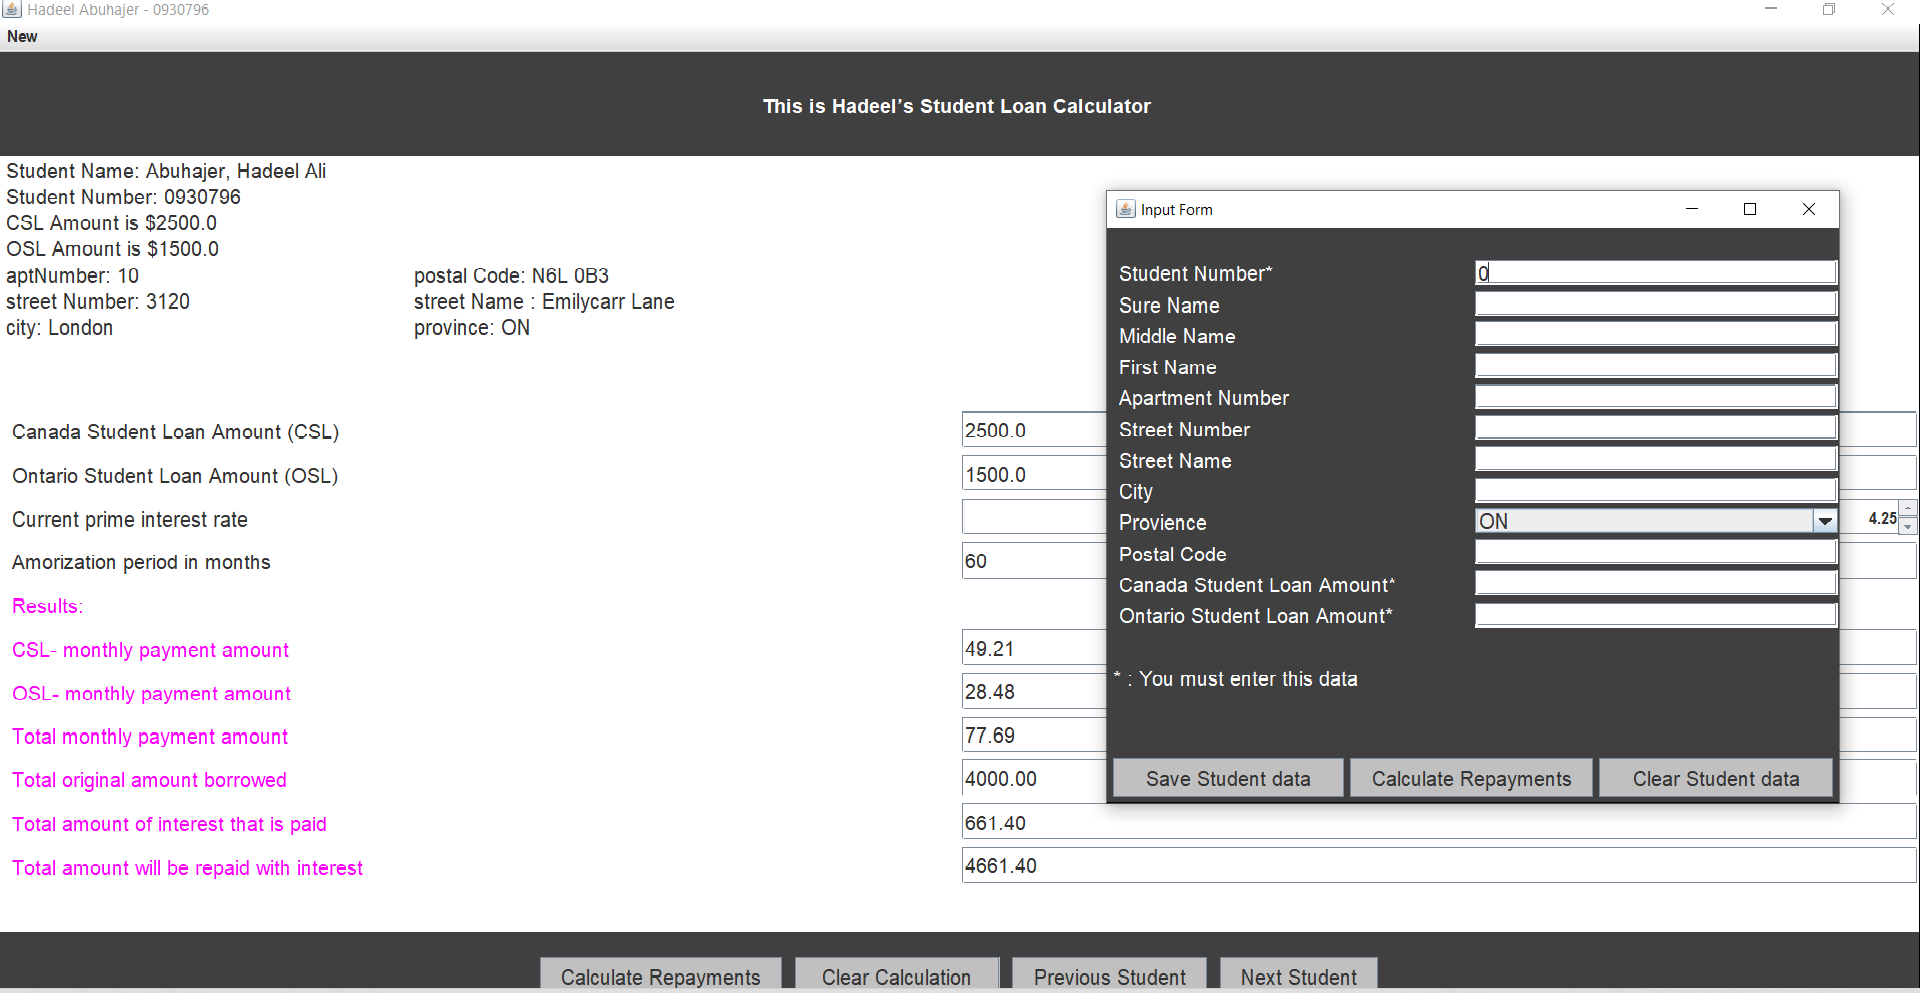 Hadeel Abuhajer - 0930796
New
This is Hadeel's Student Loan Calculator
Student Name: Abuhajer, Hadeel Ali
Student Number: 0930796
CSL Amount is $2500.0
OSL Amount is $1500.0
aptNumber: 10 postal Code: N6L 0B3
street Number: 3120 street Name : Emilycarr Lane
city: London province: ON
Canada Student Loan Amount (CSL) 2500.0
Ontario Student Loan Amount (OSL) 1500.0
Current prime interest rate 4.25
Amorization period in months 60
Results:
CSL- monthly payment amount 49.21
OSL- monthly payment amount 28.48
Total monthly payment amount 77.69
Total original amount borrowed 4000.00
Total amount of interest that is paid 661.40
Total amount will be repaid with interest 4661.40
Calculate Repayments Clear Calculation Previous Student Next Student
Input Form
Student Number* 0
Sure Name
Middle Name
First Name
Apartment Number
Street Number
Street Name
City
Provience ON
Postal Code
Canada Student Loan Amount*
Ontario Student Loan Amount*
* : You must enter this data
Save Student data Calculate Repayments Clear Student data